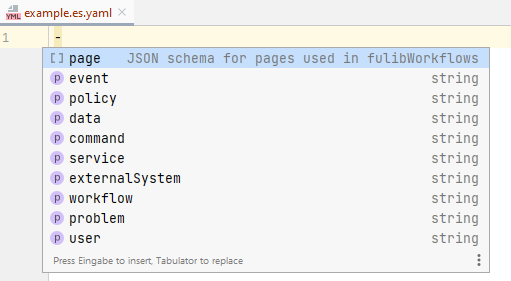 YML example.es.yaml ×
1 -
[] page JSON schema for pages used in fulibWorkflows
p event string
p policy string
p data string
p command string
p service string
p externalSystem string
p workflow string
p problem string
p user string
Press Eingabe to insert, Tabulator to replace